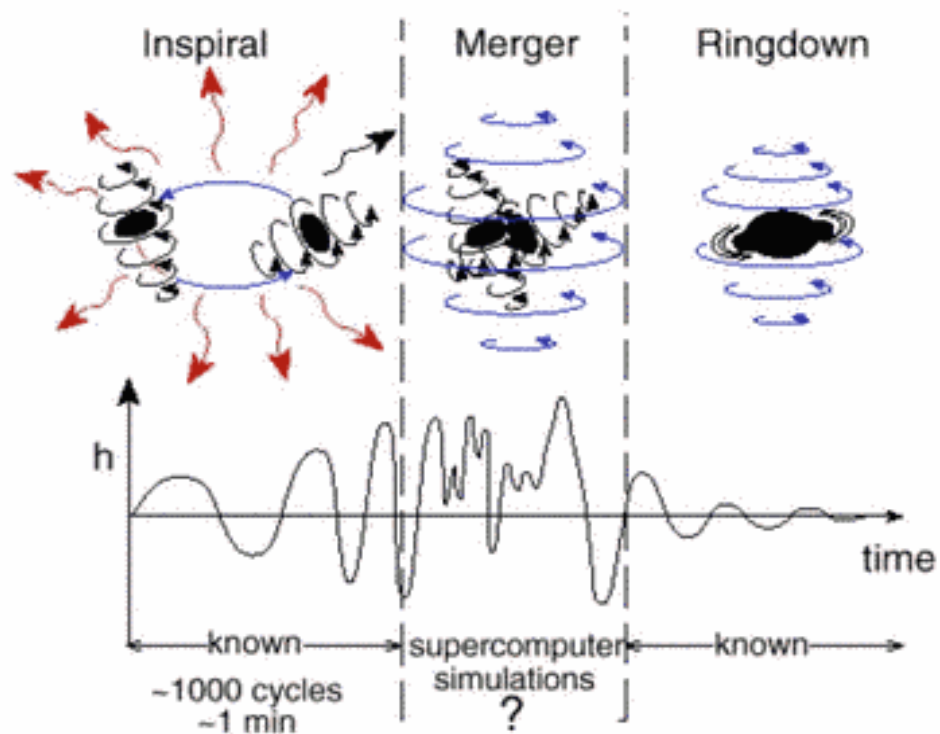 Inspiral
Merger
Ringdown
h
time
known
supercomputer
simulations
?
known
~1000 cycles
~1 min